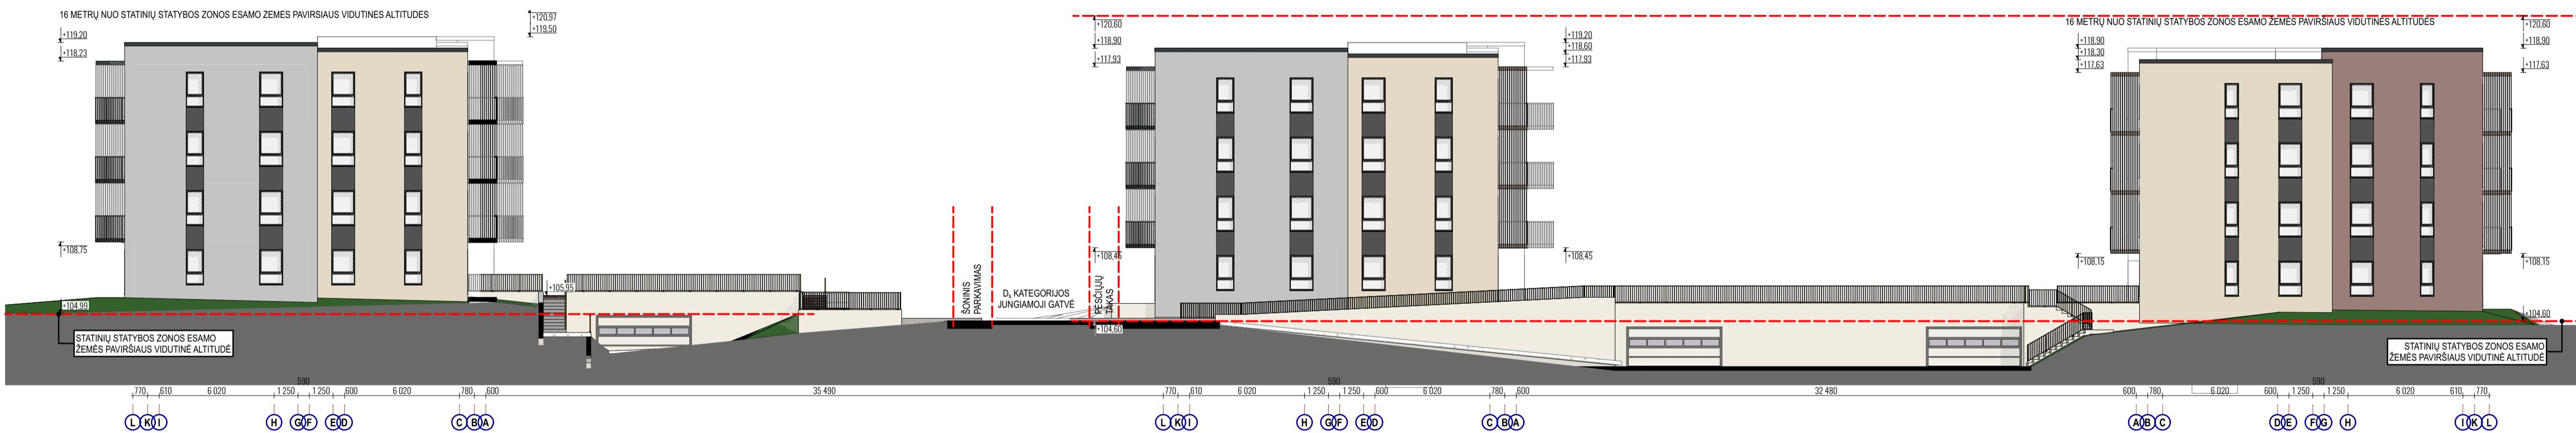 16 METRŲ NUO STATINIŲ STATYBOS ZONOS ESAMO ŽEMĖS PAVIRŠIAUS VIDUTINĖS ALTITUDĖS
+119,20
+118,23
+108,75
+104,99
+120,97
+119,50
+105,95
STATINIŲ STATYBOS ZONOS ESAMO
ŽEMĖS PAVIRŠIAUS VIDUTINĖ ALTITUDĖ
ŠONINIS
PARKAVIMAS
D₅ KATEGORIJOS
JUNGIAMOJI GATVĖ
PĖSČIŲJŲ
TAKAS
+120,60
+118,90
+117,93
+108,45
+104,60
+119,20
+118,60
+117,93
+108,45
16 METRŲ NUO STATINIŲ STATYBOS ZONOS ESAMO ŽEMĖS PAVIRŠIAUS VIDUTINĖS ALTITUDĖS
+118,90
+118,30
+117,63
+108,15
+120,60
+118,90
+117,63
+108,15
+104,60
STATINIŲ STATYBOS ZONOS ESAMO
ŽEMĖS PAVIRŠIAUS VIDUTINĖ ALTITUDĖ
590 590 590
770 610 6 020 1 250 1 250 600 6 020 780 600 35 490 770 610 6 020 1 250 1 250 600 6 020 780 600 32 480 600 780 6 020 600 1 250 1 250 6 020 610 770
L K I H G F E D C B A L K I H G F E D C B A A B C D E F G H I K L